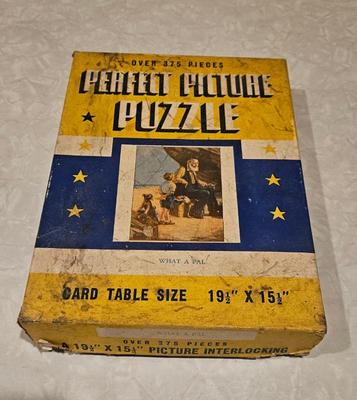 OVER 375 PIECES
PERFECT PICTURE
PUZZLE
WHAT A PAL
CARD TABLE SIZE 19½" X 15½"
WHAT A PAL
OVER 375 PIECES
A 19½" X 15½" PICTURE INTERLOCKING